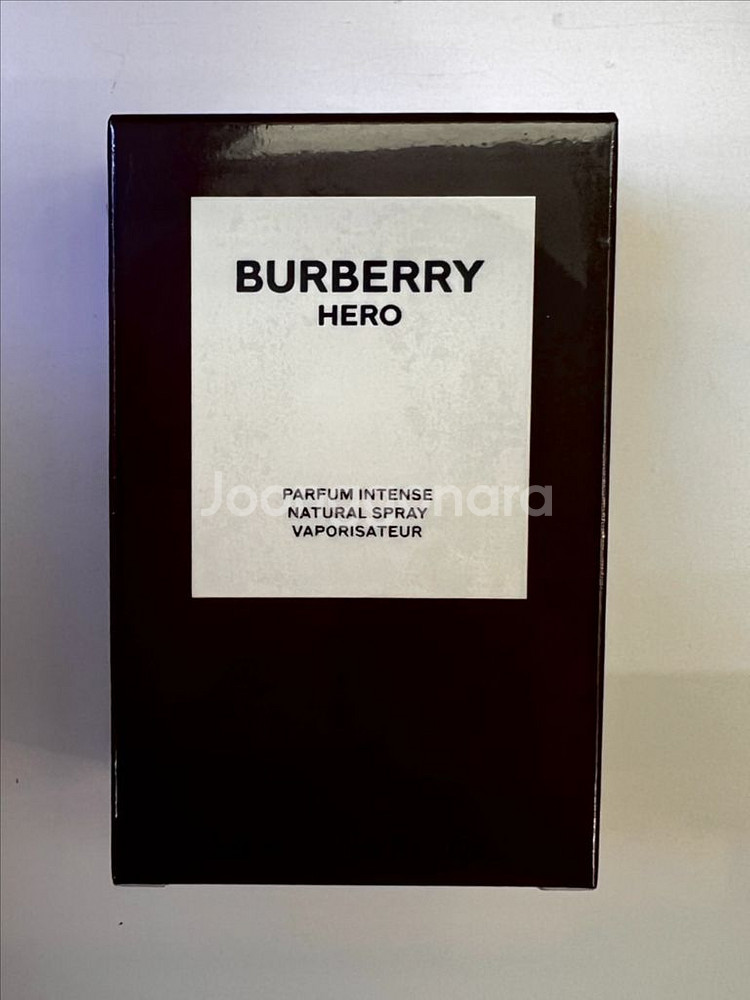 BURBERRY
HERO
PARFUM INTENSE
NATURAL SPRAY
VAPORISATEUR